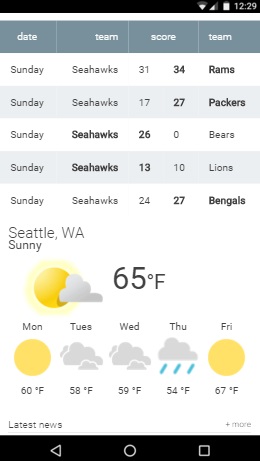 12:29
date team score team
Sunday Seahawks 31 34 Rams
Sunday Seahawks 17 27 Packers
Sunday Seahawks 26 0 Bears
Sunday Seahawks 13 10 Lions
Sunday Seahawks 24 27 Bengals
Seattle, WA
Sunny
65°F
Mon Tues Wed Thu Fri
60 °F 58 °F 59 °F 54 °F 67 °F
Latest news + more